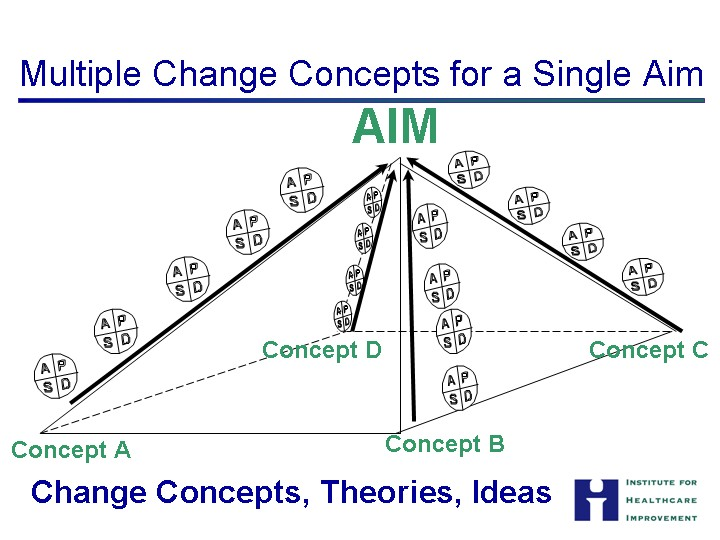 Multiple Change Concepts for a Single Aim
AIM
A P
S D
A P
S D
A P
S D
A P
S D
A P
S D
A P
S D
A P
S D
A P
S D
A P
S D
A P
S D
A P
S D
A P
S D
A P
S D
A P
S D
A P
S D
A P
S D
A P
S D
Concept D
Concept C
Concept A
Concept B
Change Concepts, Theories, Ideas
INSTITUTE FOR
HEALTHCARE
IMPROVEMENT